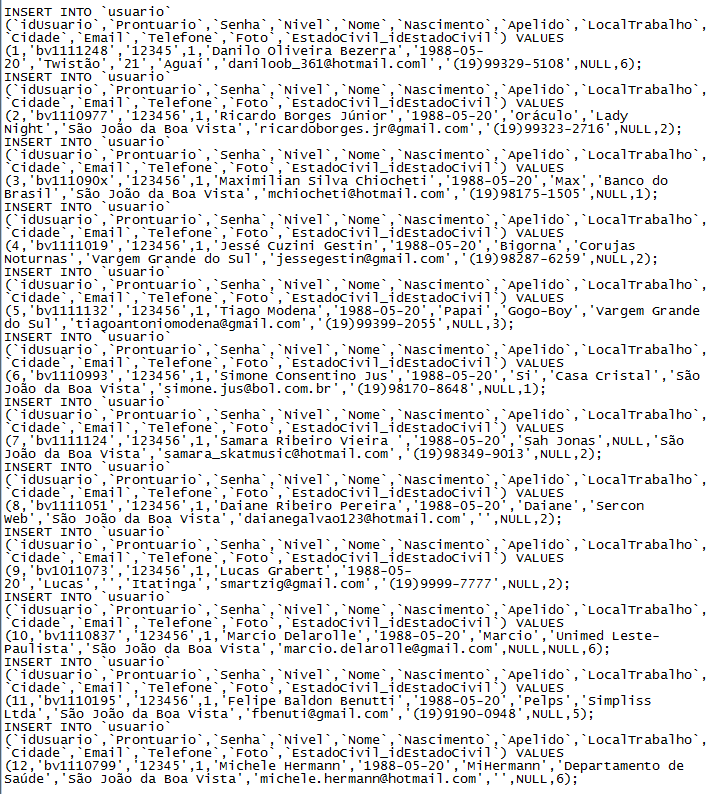 INSERT INTO `usuario`
(`idUsuario`,`Prontuario`,`Senha`,`Nivel`,`Nome`,`Nascimento`,`Apelido`,`LocalTrabalho`,
`Cidade`,`Email`,`Telefone`,`Foto`,`EstadoCivil_idEstadoCivil`) VALUES
(1,'bv1111248','12345',1,'Danilo Oliveira Bezerra','1988-05-
20','Twistão','21','Aguaí','daniloob_361@hotmail.coml','(19)99329-5108',NULL,6);
INSERT INTO `usuario`
(`idUsuario`,`Prontuario`,`Senha`,`Nivel`,`Nome`,`Nascimento`,`Apelido`,`LocalTrabalho`,
`Cidade`,`Email`,`Telefone`,`Foto`,`EstadoCivil_idEstadoCivil`) VALUES
(2,'bv1110977','123456',1,'Ricardo Borges Júnior','1988-05-20','Oráculo','Lady
Night','São João da Boa Vista','ricardoborges.jr@gmail.com','(19)99323-2716',NULL,2);
INSERT INTO `usuario`
(`idUsuario`,`Prontuario`,`Senha`,`Nivel`,`Nome`,`Nascimento`,`Apelido`,`LocalTrabalho`,
`Cidade`,`Email`,`Telefone`,`Foto`,`EstadoCivil_idEstadoCivil`) VALUES
(3,'bv111090x','123456',1,'Maximilian Silva Chiocheti','1988-05-20','Max','Banco do
Brasil','São João da Boa Vista','mchiocheti@hotmail.com','(19)98175-1505',NULL,1);
INSERT INTO `usuario`
(`idUsuario`,`Prontuario`,`Senha`,`Nivel`,`Nome`,`Nascimento`,`Apelido`,`LocalTrabalho`,
`Cidade`,`Email`,`Telefone`,`Foto`,`EstadoCivil_idEstadoCivil`) VALUES
(4,'bv1111019','123456',1,'Jessé Cuzini Gestin','1988-05-20','Bigorna','Corujas
Noturnas','Vargem Grande do Sul','jessegestin@gmail.com','(19)98287-6259',NULL,2);
INSERT INTO `usuario`
(`idUsuario`,`Prontuario`,`Senha`,`Nivel`,`Nome`,`Nascimento`,`Apelido`,`LocalTrabalho`,
`Cidade`,`Email`,`Telefone`,`Foto`,`EstadoCivil_idEstadoCivil`) VALUES
(5,'bv1111132','123456',1,'Tiago Modena','1988-05-20','Papai','Gogo-Boy','Vargem Grande
do Sul','tiagoantoniomodena@gmail.com','(19)99399-2055',NULL,3);
INSERT INTO `usuario`
(`idUsuario`,`Prontuario`,`Senha`,`Nivel`,`Nome`,`Nascimento`,`Apelido`,`LocalTrabalho`,
`Cidade`,`Email`,`Telefone`,`Foto`,`EstadoCivil_idEstadoCivil`) VALUES
(6,'bv1110993','123456',1,'Simone Consentino Jus','1988-05-20','Si','Casa Cristal','São
João da Boa Vista','simone.jus@bol.com.br','(19)98170-8648',NULL,1);
INSERT INTO `usuario`
(`idUsuario`,`Prontuario`,`Senha`,`Nivel`,`Nome`,`Nascimento`,`Apelido`,`LocalTrabalho`,
`Cidade`,`Email`,`Telefone`,`Foto`,`EstadoCivil_idEstadoCivil`) VALUES
(7,'bv1111124','123456',1,'Samara Ribeiro Vieira ','1988-05-20','Sah Jonas',NULL,'São
João da Boa Vista','samara_skatmusic@hotmail.com','(19)98349-9013',NULL,2);
INSERT INTO `usuario`
(`idUsuario`,`Prontuario`,`Senha`,`Nivel`,`Nome`,`Nascimento`,`Apelido`,`LocalTrabalho`,
`Cidade`,`Email`,`Telefone`,`Foto`,`EstadoCivil_idEstadoCivil`) VALUES
(8,'bv1111051','123456',1,'Daiane Ribeiro Pereira','1988-05-20','Daiane','Sercon
Web','São João da Boa Vista','daianegalvao123@hotmail.com','',NULL,2);
INSERT INTO `usuario`
(`idUsuario`,`Prontuario`,`Senha`,`Nivel`,`Nome`,`Nascimento`,`Apelido`,`LocalTrabalho`,
`Cidade`,`Email`,`Telefone`,`Foto`,`EstadoCivil_idEstadoCivil`) VALUES
(9,'bv1011073','123456',1,'Lucas Grabert','1988-05-
20','Lucas','','Itatinga','smartzig@gmail.com','(19)9999-7777',NULL,2);
INSERT INTO `usuario`
(`idUsuario`,`Prontuario`,`Senha`,`Nivel`,`Nome`,`Nascimento`,`Apelido`,`LocalTrabalho`,
`Cidade`,`Email`,`Telefone`,`Foto`,`EstadoCivil_idEstadoCivil`) VALUES
(10,'bv1110837','123456',1,'Marcio Delarolle','1988-05-20','Marcio','Unimed Leste-
Paulista','São João da Boa Vista','marcio.delarolle@gmail.com',NULL,NULL,6);
INSERT INTO `usuario`
(`idUsuario`,`Prontuario`,`Senha`,`Nivel`,`Nome`,`Nascimento`,`Apelido`,`LocalTrabalho`,
`Cidade`,`Email`,`Telefone`,`Foto`,`EstadoCivil_idEstadoCivil`) VALUES
(11,'bv1110195','123456',1,'Felipe Baldon Benutti','1988-05-20','Pelps','Simpliss
Ltda','São João da Boa Vista','fbenuti@gmail.com','(19)9190-0948',NULL,5);
INSERT INTO `usuario`
(`idUsuario`,`Prontuario`,`Senha`,`Nivel`,`Nome`,`Nascimento`,`Apelido`,`LocalTrabalho`,
`Cidade`,`Email`,`Telefone`,`Foto`,`EstadoCivil_idEstadoCivil`) VALUES
(12,'bv1110799','12345',1,'Michele Hermann','1988-05-20','MiHermann','Departamento de
Saúde','São João da Boa Vista','michele.hermann@hotmail.com','',NULL,6);